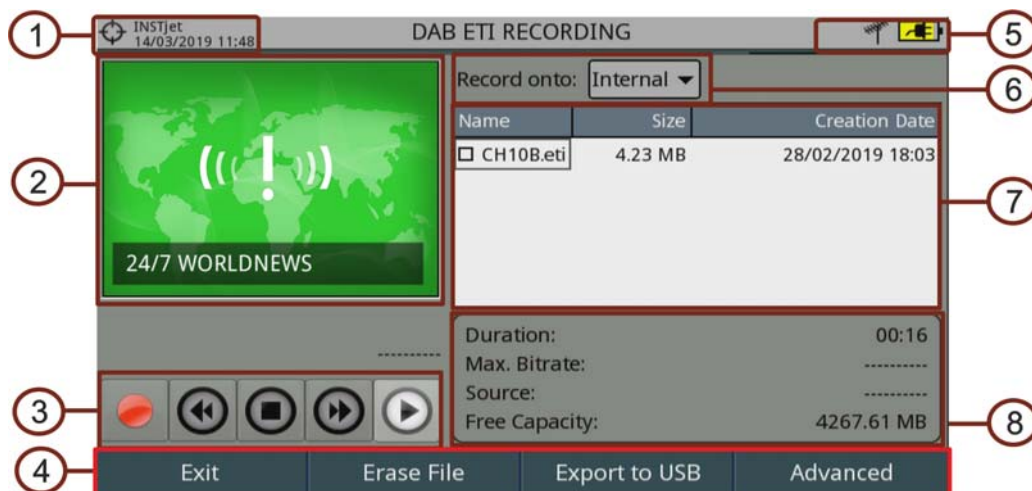 1
INSTjet
14/03/2019 11:48
DAB ETI RECORDING
5
Record onto: Internal
6
2
24/7 WORLDNEWS
Name Size Creation Date
CH10B.eti 4.23 MB 28/02/2019 18:03
7
----------
3
Duration: 00:16
Max. Bitrate: ----------
Source: ----------
Free Capacity: 4267.61 MB
8
4
Exit Erase File Export to USB Advanced